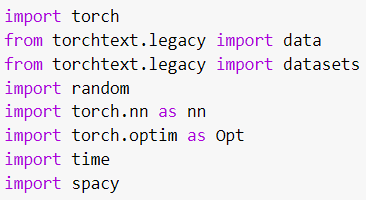 import torch
from torchtext.legacy import data
from torchtext.legacy import datasets
import random
import torch.nn as nn
import torch.optim as Opt
import time
import spacy